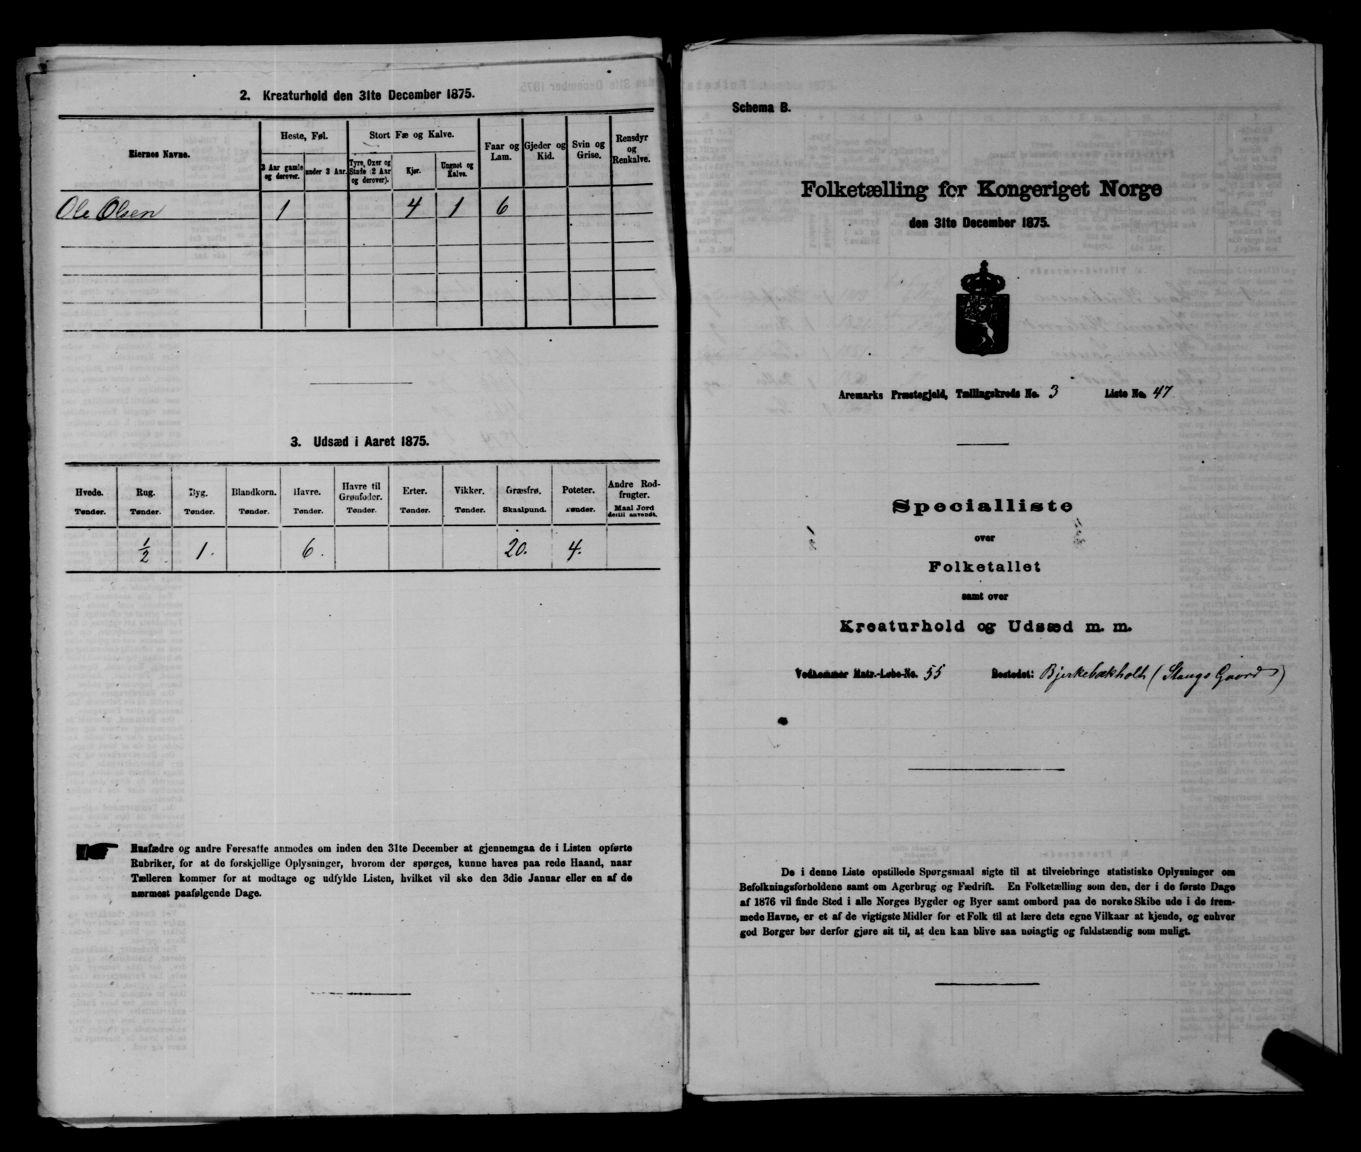 2. Kreaturhold den 31te December 1875.
Eiernes Navne.
Heste, Føl.
3 Aar gamle og derover.
under 3 Aar.
Stort Fæ og Kalve.
Tyre, Oxer og Stude (2 Aar og derover).
Kjør.
Ungnet og Kalve.
Faar og Lam.
Gjeder og Kid.
Svin og Grise.
Rensdyr og Renkalve.
Ole Olsen 1 4 1 6
3. Udsæd i Aaret 1875.
Hvede. Rug. Byg. Blandkorn. Havre. Havre til Grønfoder. Erter. Vikker. Græsfrø. Poteter. Andre Rodfrugter.
Tønder. Tønder. Tønder. Tønder. Tønder. Tønder. Tønder. Tønder. Skaalpund. Tønder. Maal Jord dertil anvendt.
1/2 1. 6. 20. 4.
Husfædre og andre Foresatte anmodes om inden den 31te December at gjennemgaa de i Listen opførte
Rubriker, for at de forskjellige Oplysninger, hvorom der spørges, kunne haves paa rede Haand, naar
Tælleren kommer for at modtage og udfylde Listen, hvilket vil ske den 3die Januar eller en af de
nærmest paafølgende Dage.
Schema B.
Folketælling for Kongeriget Norge
den 31te December 1875.
Aremarks Præstegjeld, Tællingskreds No. 3 Liste No. 47
Specialliste
over
Folketallet
samt over
Kreaturhold og Udsæd m. m.
Vedkommer Matr.-Løbe-No. 55 Bostedet: Bjerkebækholt (Stangs Gaard)
De i denne Liste opstillede Spørgsmaal sigte til at tilveiebringe statistiske Oplysninger om
Befolkningsforholdene samt om Agerbrug og Fædrift. En Folketælling som den, der i de første Dage
af 1876 vil finde Sted i alle Norges Bygder og Byer samt ombord paa de norske Skibe ude i de frem-
mede Havne, er et af de vigtigste Midler for et Folk til at lære dets egne Vilkaar at kjende, og enhver
god Borger bør derfor gjøre sit til, at den kan blive saa nøiagtig og fuldstændig som muligt.